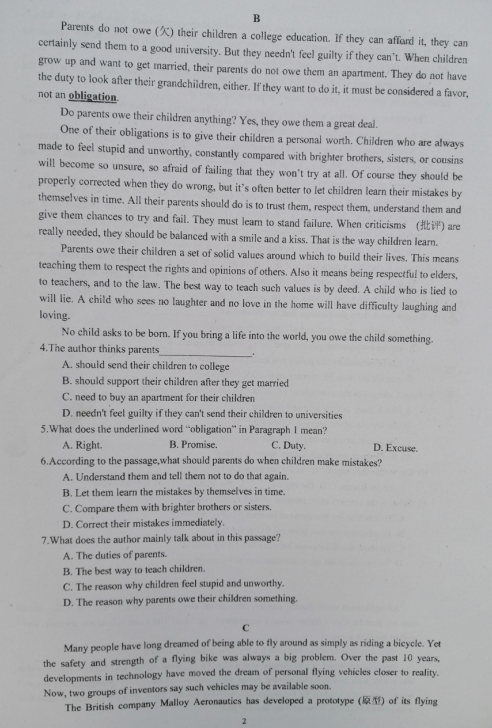 B
Parents do not owe (欠) their children a college education. If they can afford it, they can
certainly send them to a good university. But they needn't feel guilty if they can't. When children
grow up and want to get married, their parents do not owe them an apartment. They do not have
the duty to look after their grandchildren, either. If they want to do it, it must be considered a favor,
not an obligation.
Do parents owe their children anything? Yes, they owe them a great deal.
One of their obligations is to give their children a personal worth. Children who are always
made to feel stupid and unworthy, constantly compared with brighter brothers, sisters, or cousins
will become so unsure, so afraid of failing that they won't try at all. Of course they should be
properly corrected when they do wrong, but it's often better to let children learn their mistakes by
themselves in time. All their parents should do is to trust them, respect them, understand them and
give them chances to try and fail. They must learn to stand failure. When criticisms (批评) are
really needed, they should be balanced with a smile and a kiss. That is the way children learn.
Parents owe their children a set of solid values around which to build their lives. This means
teaching them to respect the rights and opinions of others. Also it means being respectful to elders,
to teachers, and to the law. The best way to teach such values is by deed. A child who is lied to
will lie. A child who sees no laughter and no love in the home will have difficulty laughing and
loving.
No child asks to be born. If you bring a life into the world, you owe the child something.
4.The author thinks parents____________________.
A. should send their children to college
B. should support their children after they get married
C. need to buy an apartment for their children
D. needn't feel guilty if they can't send their children to universities
5.What does the underlined word “obligation” in Paragraph 1 mean?
A. Right. B. Promise. C. Duty. D. Excuse.
6.According to the passage,what should parents do when children make mistakes?
A. Understand them and tell them not to do that again.
B. Let them learn the mistakes by themselves in time.
C. Compare them with brighter brothers or sisters.
D. Correct their mistakes immediately.
7.What does the author mainly talk about in this passage?
A. The duties of parents.
B. The best way to teach children.
C. The reason why children feel stupid and unworthy.
D. The reason why parents owe their children something.
C
Many people have long dreamed of being able to fly around as simply as riding a bicycle. Yet
the safety and strength of a flying bike was always a big problem. Over the past 10 years,
developments in technology have moved the dream of personal flying vehicles closer to reality.
Now, two groups of inventors say such vehicles may be available soon.
The British company Malloy Aeronautics has developed a prototype (原型) of its flying
2